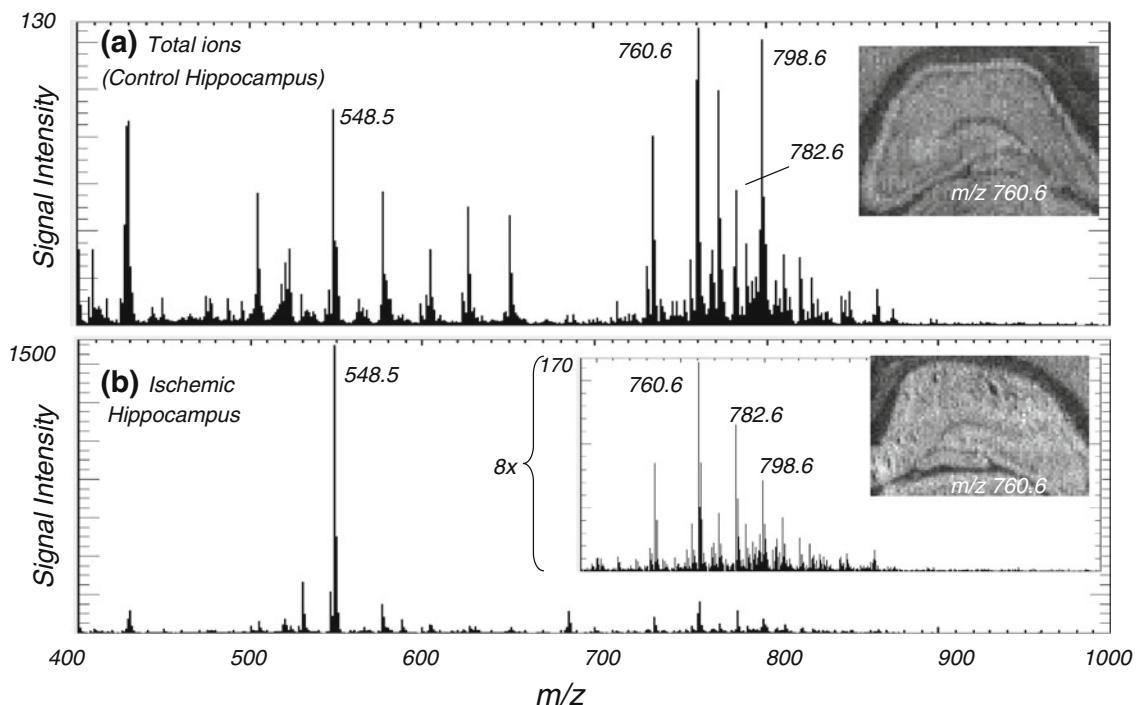 130
(a) Total ions
(Control Hippocampus)
760.6
798.6
548.5
782.6
m/z 760.6
Signal Intensity
1500
(b) Ischemic
Hippocampus
548.5
8x
170
760.6
782.6
798.6
m/z 760.6
Signal Intensity
400 500 600 700 800 900 1000
m/z